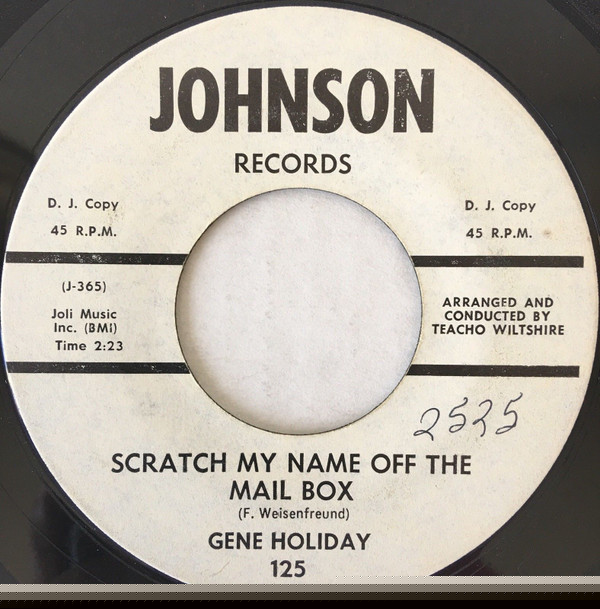 JOHNSON
RECORDS
D. J. Copy
45 R.P.M.
D. J. Copy
45 R.P.M.
(J-365)
Joli Music
Inc. (BMI)
Time 2:23
ARRANGED AND
CONDUCTED BY
TEACHO WILTSHIRE
2525
SCRATCH MY NAME OFF THE
MAIL BOX
(F. Weisenfreund)
GENE HOLIDAY
125